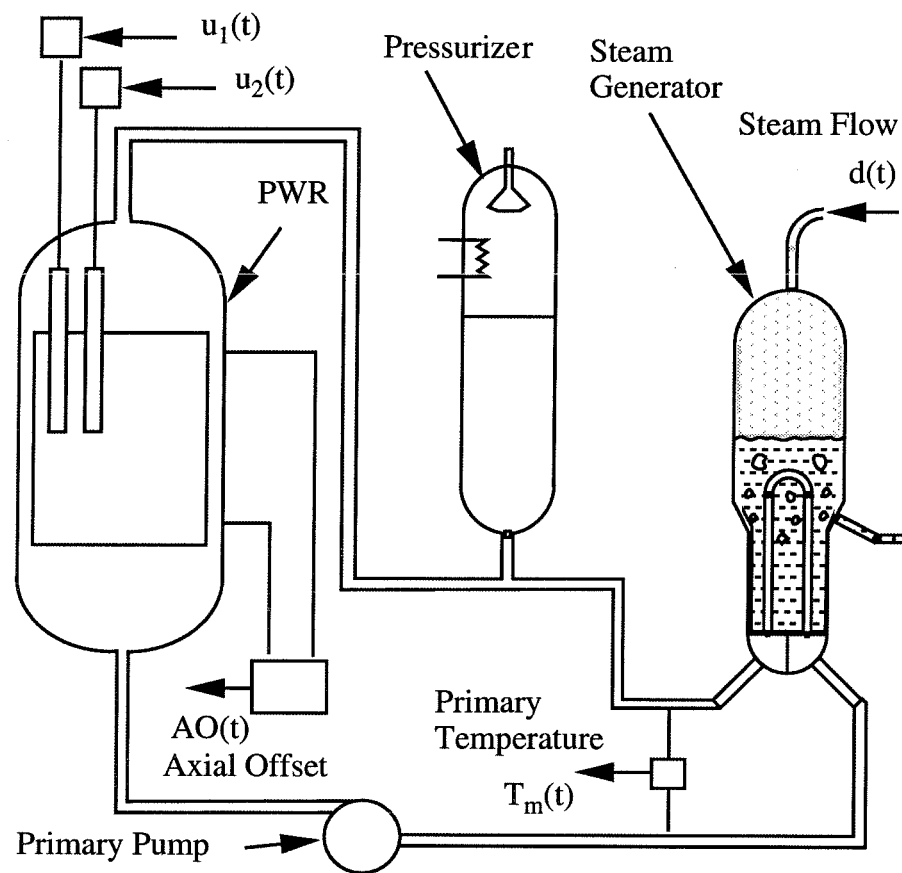 u1(t)
u2(t)
Pressurizer
Steam
Generator
Steam Flow
d(t)
PWR
AO(t)
Axial Offset
Primary
Temperature
Tm(t)
Primary Pump